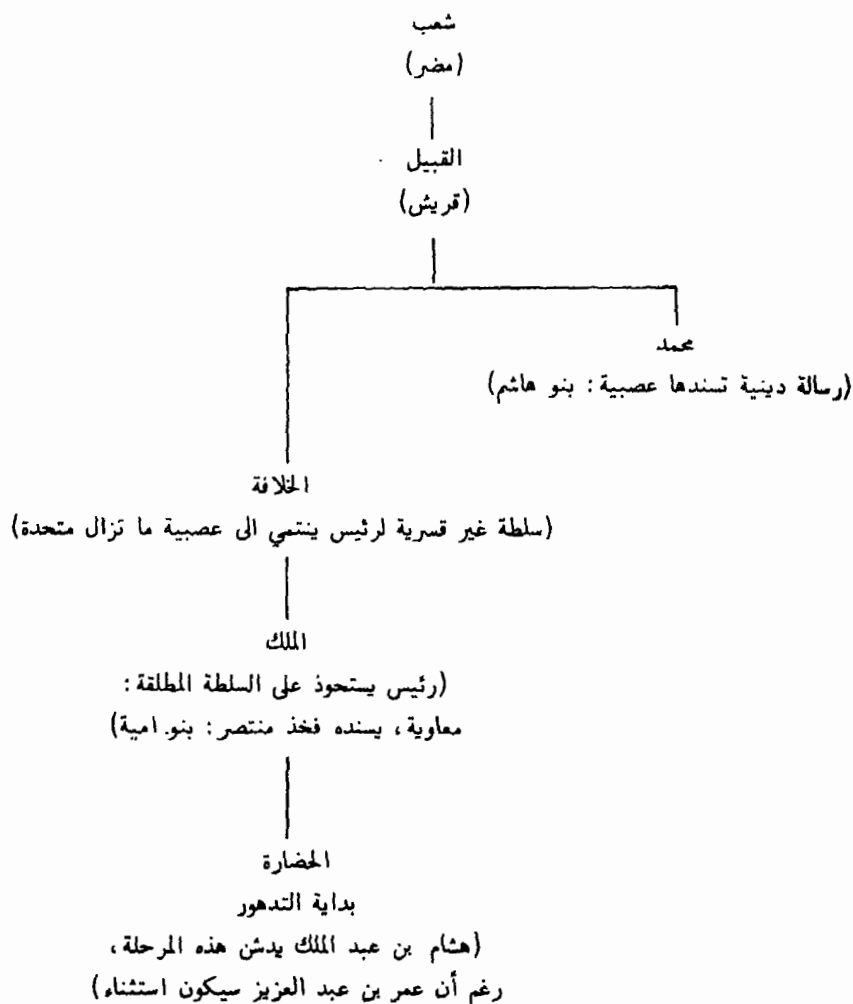 شعب
(مضر)
القبيل
(قريش)
محمد
(رسالة دينية تسندها عصبية : بنو هاشم)
الخلافة
(سلطة غير قسرية لرئيس ينتمي الى عصبية ما تزال متحدة)
الملك
(رئيس يستحوذ على السلطة المطلقة :
معاوية ، يسنده فخذ منتصر : بنو امية)
الحضارة
بداية التدهور
(هشام بن عبد الملك يدشن هذه المرحلة ،
رغم أن عمر بن عبد العزيز سيكون استثناء)